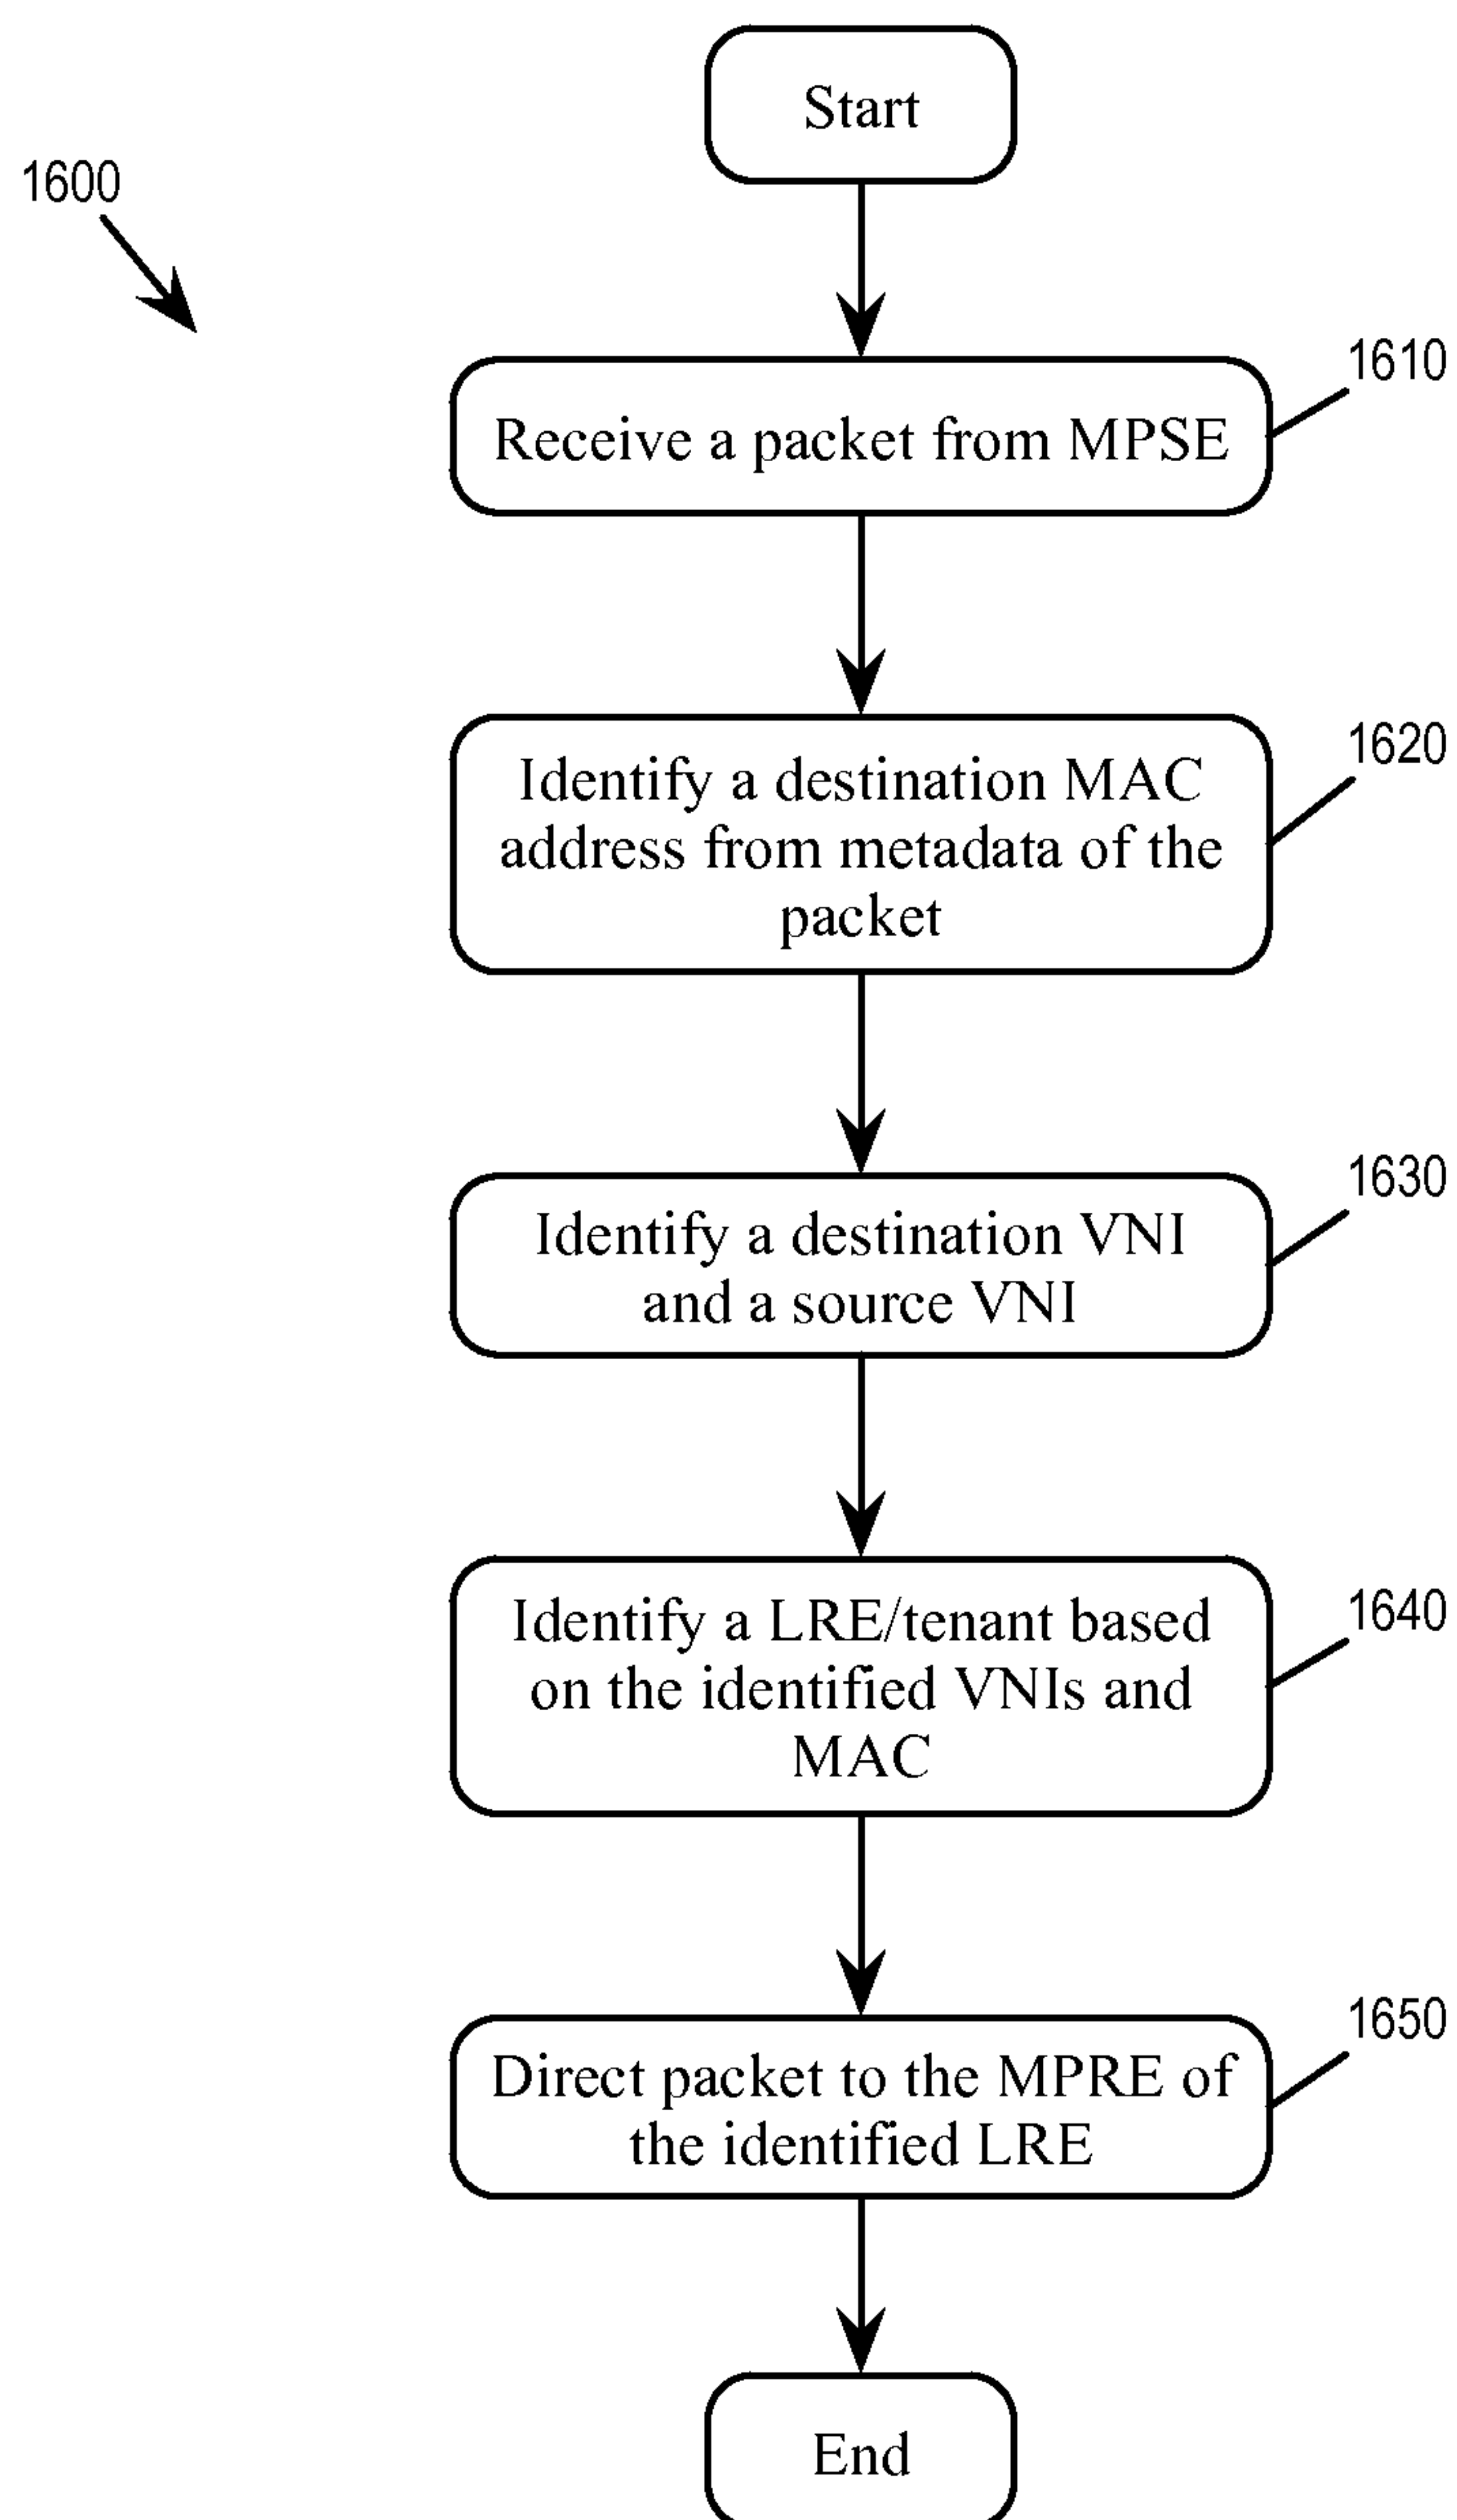 Start
1600
1610
Receive a packet from MPSE
1620
Identify a destination MAC
address from metadata of the
packet
1630
Identify a destination VNI
and a source VNI
1640
Identify a LRE/tenant based
on the identified VNIs and
MAC
1650
Direct packet to the MPRE of
the identified LRE
End